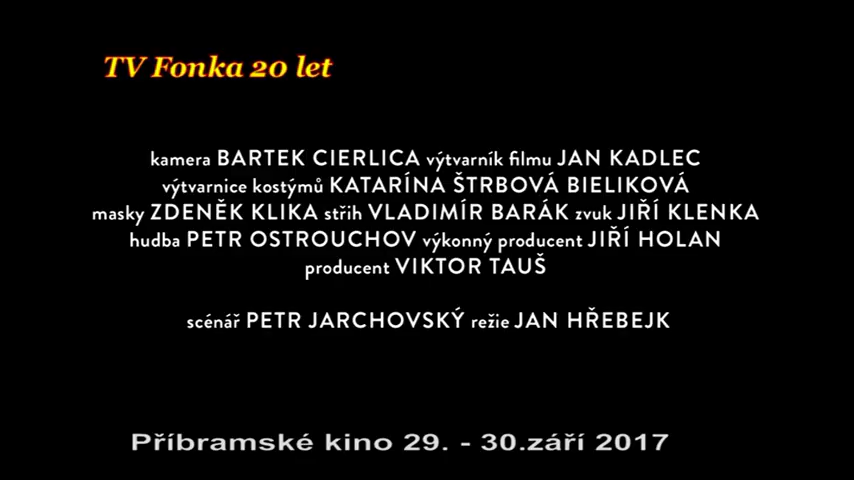 TV Fonka 20 let
kamera BARTEK CIERLICA výtvarník filmu JAN KADLEC
výtvarnice kostýmů KATARÍNA ŠTRBOVÁ BIELIKOVÁ
masky ZDENĚK KLIKA střih VLADIMÍR BARÁK zvuk JIŘÍ KLENKA
hudba PETR OSTROUCHOV výkonný producent JIŘÍ HOLAN
producent VIKTOR TAUŠ
scénář PETR JARCHOVSKÝ režie JAN HŘEBEJK
Příbramské kino 29. - 30.září 2017